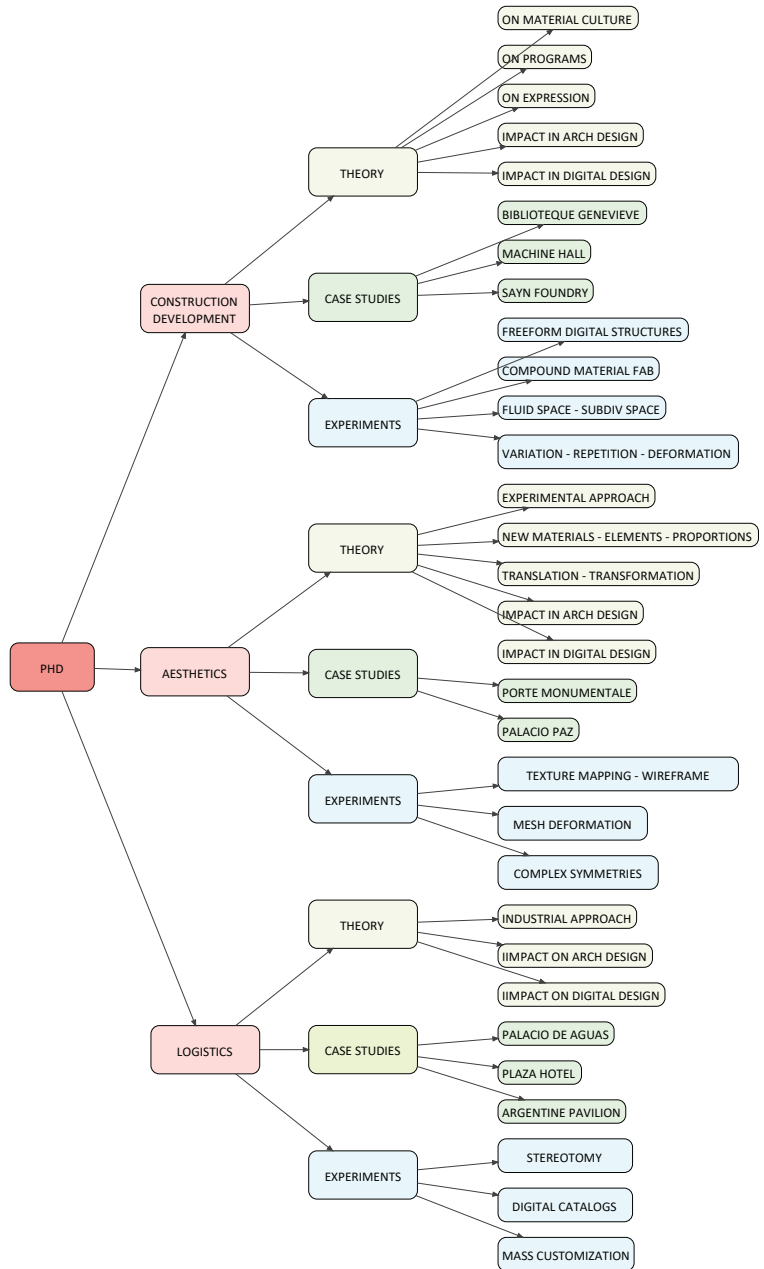 ON MATERIAL CULTURE
ON PROGRAMS
ON EXPRESSION
IMPACT IN ARCH DESIGN
THEORY
IMPACT IN DIGITAL DESIGN
BIBLIOTEQUE GENEVIEVE
MACHINE HALL
CASE STUDIES
SAYN FOUNDRY
CONSTRUCTION
DEVELOPMENT
FREEFORM DIGITAL STRUCTURES
COMPOUND MATERIAL FAB
FLUID SPACE - SUBDIV SPACE
EXPERIMENTS
VARIATION - REPETITION - DEFORMATION
EXPERIMENTAL APPROACH
NEW MATERIALS - ELEMENTS - PROPORTIONS
THEORY
TRANSLATION - TRANSFORMATION
IMPACT IN ARCH DESIGN
IMPACT IN DIGITAL DESIGN
PHD
AESTHETICS
CASE STUDIES
PORTE MONUMENTALE
PALACIO PAZ
TEXTURE MAPPING - WIREFRAME
EXPERIMENTS
MESH DEFORMATION
COMPLEX SYMMETRIES
INDUSTRIAL APPROACH
THEORY
IIMPACT ON ARCH DESIGN
IIMPACT ON DIGITAL DESIGN
PALACIO DE AGUAS
LOGISTICS
CASE STUDIES
PLAZA HOTEL
ARGENTINE PAVILION
STEREOTOMY
EXPERIMENTS
DIGITAL CATALOGS
MASS CUSTOMIZATION